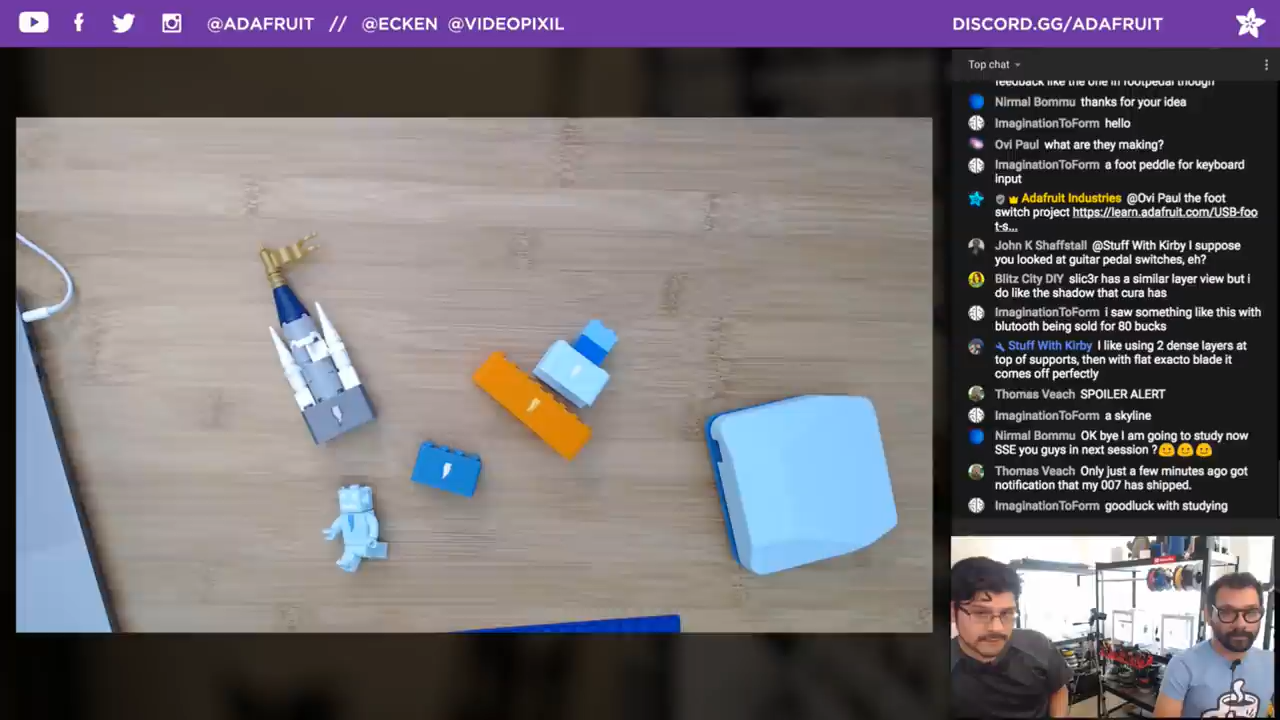 @ADAFRUIT // @ECKEN @VIDEOPIXIL
DISCORD.GG/ADAFRUIT
Top chat
feedback like the one in footpedal though
Nirmal Bommu thanks for your idea
ImaginationToForm hello
Ovi Paul what are they making?
ImaginationToForm a foot peddle for keyboard
input
Adafruit Industries @Ovi Paul the foot
switch project https://learn.adafruit.com/USB-foo
t-s...
John K Shaffstall @Stuff With Kirby I suppose
you looked at guitar pedal switches, eh?
Blitz City DIY slic3r has a similar layer view but i
do like the shadow that cura has
ImaginationToForm i saw something like this with
blutooth being sold for 80 bucks
Stuff With Kirby I like using 2 dense layers at
top of supports, then with flat exacto blade it
comes off perfectly
Thomas Veach SPOILER ALERT
ImaginationToForm a skyline
Nirmal Bommu OK bye I am going to study now
SSE you guys in next session ?
Thomas Veach Only just a few minutes ago got
notification that my 007 has shipped.
ImaginationToForm goodluck with studying